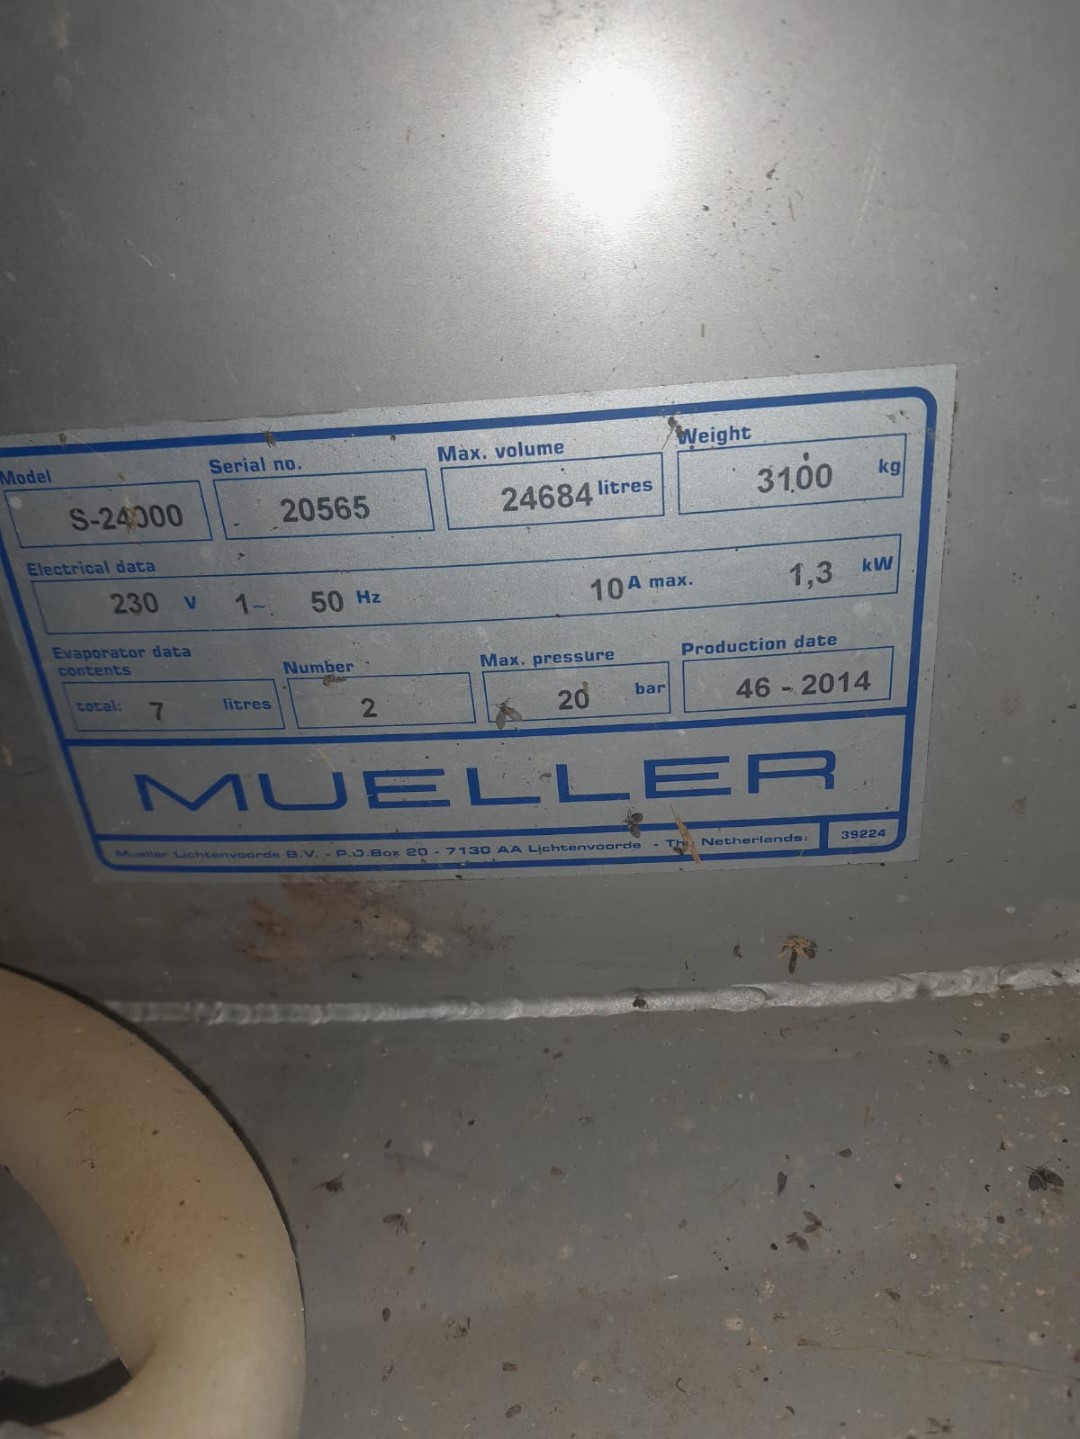 Model Serial no. Max. volume Weight
S-24000 20565 24684 litres 3100 kg
Electrical data
230 V 1~ 50 Hz 10 A max. 1,3 kW
Evaporator data
contents Number Max. pressure Production date
total: 7 litres 2 20 bar 46 - 2014
MUELLER
Mueller Lichtenvoorde B.V. - P.O.Box 20 - 7130 AA Lichtenvoorde - The Netherlands. 39224